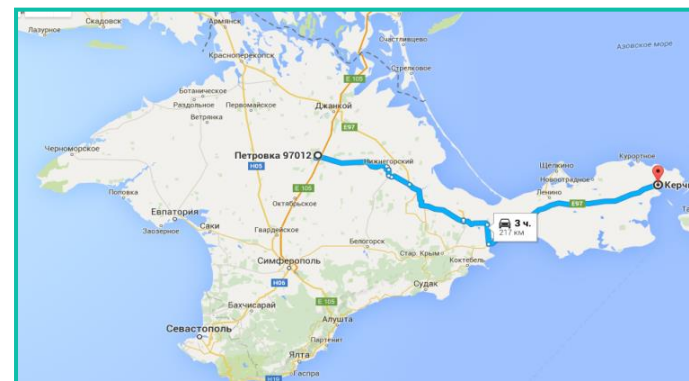 Скадовск
Лазурное
Армянск
Счастливцево
Азовское море
Красноперекопск
Стрелковое
E 105
Ботаническое
Раздольное
Первомайское
Джанкой
Ветрянка
E97
Черноморское
Петровка 97012
Нижнегорский
H05
Щелкино
Курортное
Новоотрадное
Поповка
E 105
Ленино
E97
Керчь
Октябрьское
Евпатория
Заозерное
Саки
Гвардейское
3 ч.
217 км
Белогорск
Симферополь
Стар. Крым
Коктебель
H06
Судак
Бахчисарай
E 105
Алушта
Севастополь
Партенит
Ялта
Гаспра